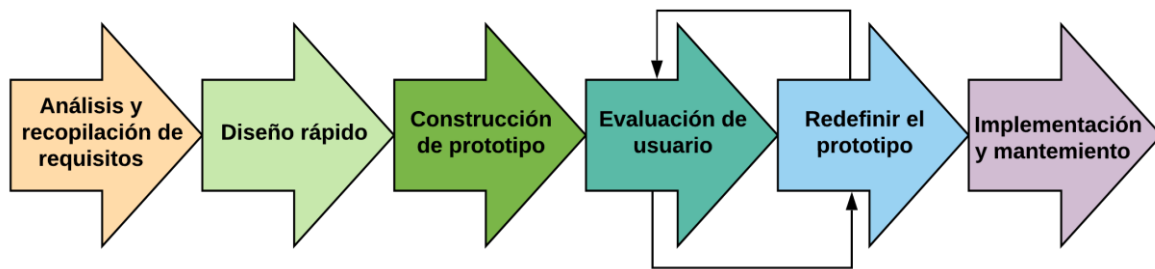 Análisis y
recopilación de
requisitos
Diseño rápido
Construcción
de prototipo
Evaluación de
usuario
Redefinir el
prototipo
Implementación
y mantemiento